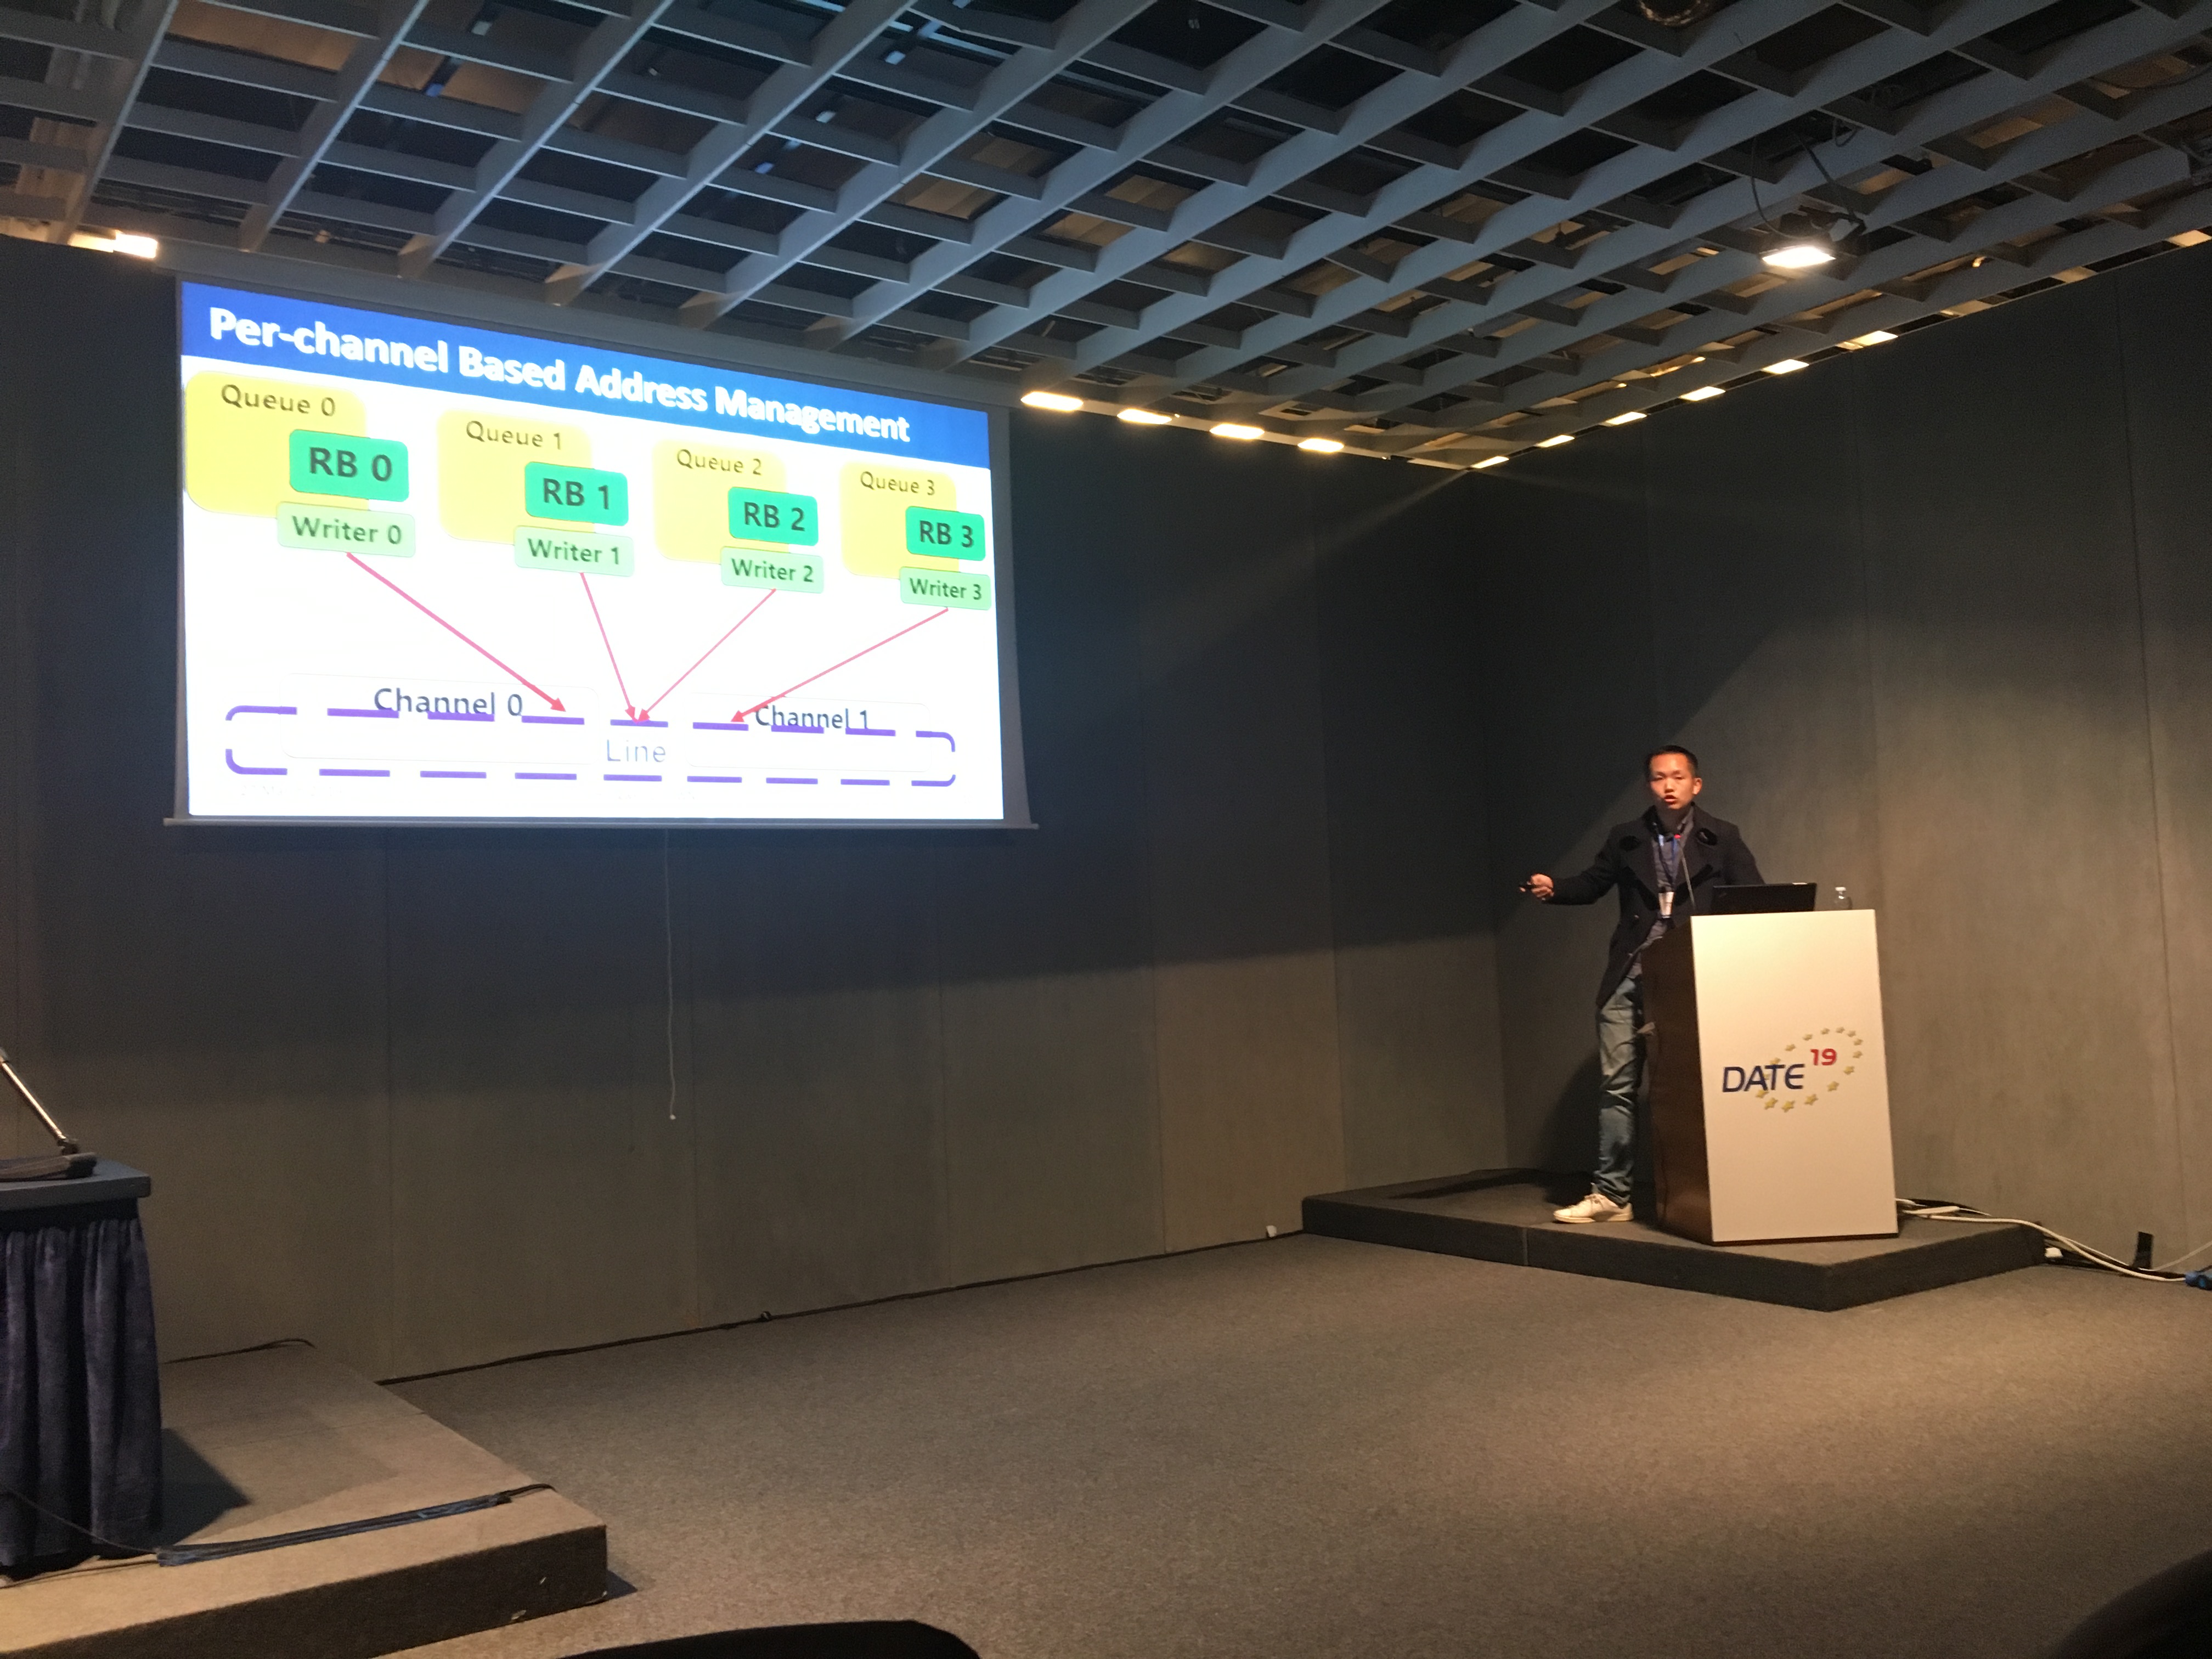 Per-channel Based Address Management
Queue 0
Queue 1
Queue 2
Queue 3
RB 0
RB 1
RB 2
RB 3
Writer 0
Writer 1
Writer 2
Writer 3
Channel 0
Channel 1
Line
DATE 19